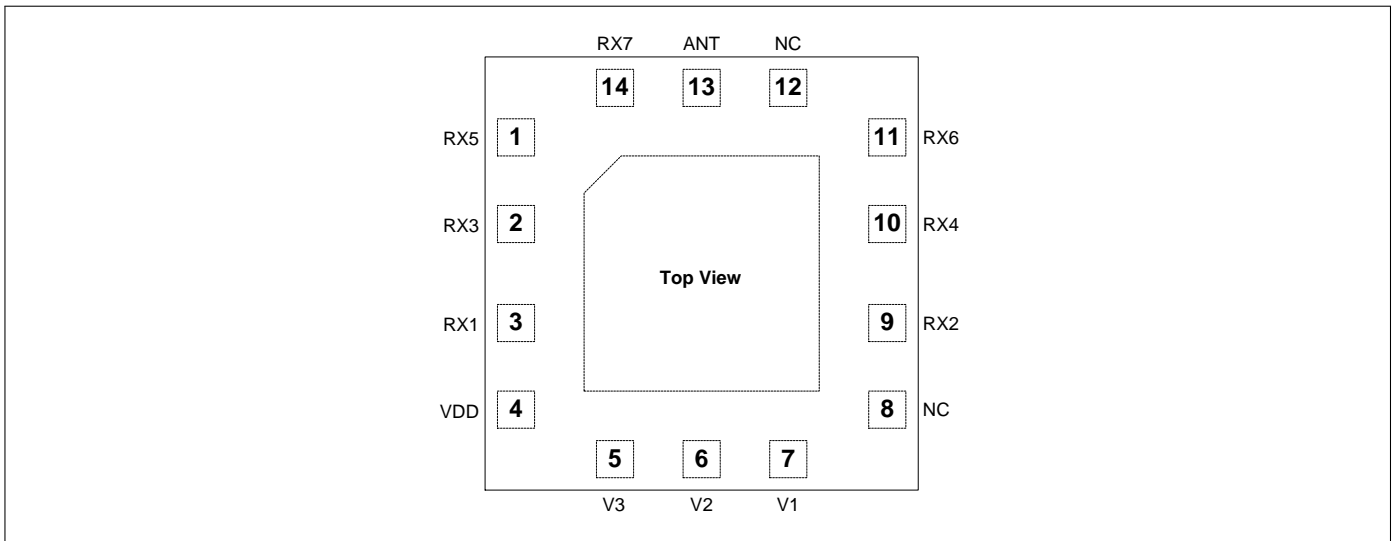 RX7 ANT NC
14 13 12
RX5 1 11 RX6
RX3 2 10 RX4
Top View
RX1 3 9 RX2
VDD 4 8 NC
5 6 7
V3 V2 V1